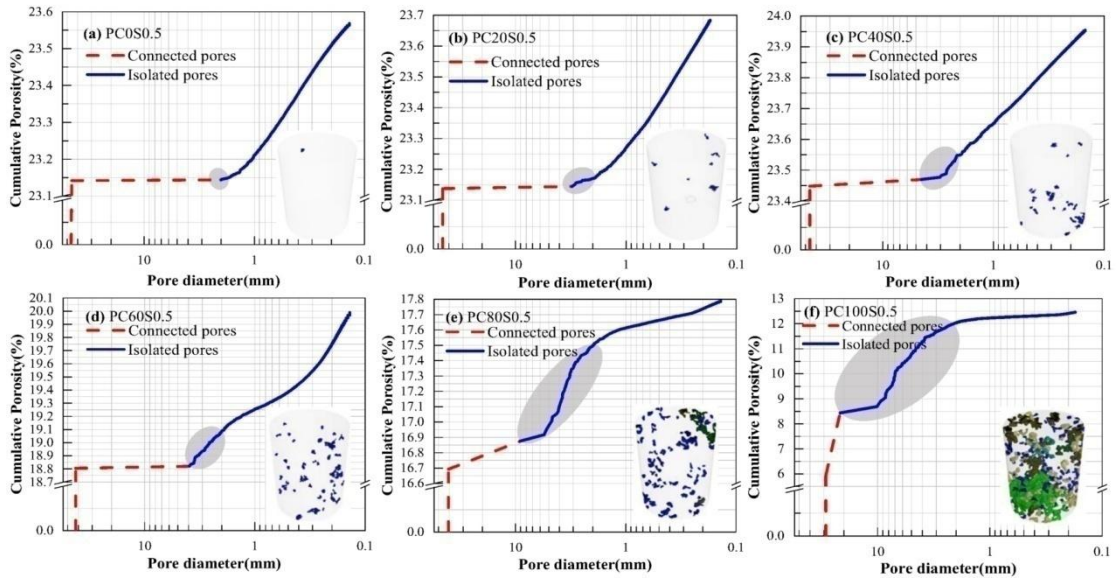 (a) PC0S0.5
Connected pores
Isolated pores
Cumulative Porosity(%)
23.6
23.5
23.4
23.3
23.2
23.1
0.0
10
1
0.1
Pore diameter(mm)
(b) PC20S0.5
Connected pores
Isolated pores
Cumulative Porosity(%)
23.7
23.6
23.5
23.4
23.3
23.2
23.1
0.0
10
1
0.1
Pore diameter(mm)
(c) PC40S0.5
Connected pores
Isolated pores
Cumulative Porosity(%)
24.0
23.9
23.8
23.7
23.6
23.5
23.4
0.0
10
1
0.1
Pore diameter(mm)
(d) PC60S0.5
Connected pores
Isolated pores
Cumulative Porosity(%)
20.1
20.0
19.9
19.8
19.7
19.6
19.5
19.4
19.3
19.2
19.1
19.0
18.9
18.8
18.7
0.0
10
1
0.1
Pore diameter(mm)
(e) PC80S0.5
Connected pores
Isolated pores
Cumulative Porosity(%)
17.8
17.7
17.6
17.5
17.4
17.3
17.2
17.1
17.0
16.9
16.8
16.7
16.6
0.0
10
1
0.1
Pore diameter(mm)
(f) PC100S0.5
Connected pores
Isolated pores
Cumulative Porosity(%)
13
12
11
10
9
8
7
6
0.0
10
1
0.1
Pore diameter(mm)